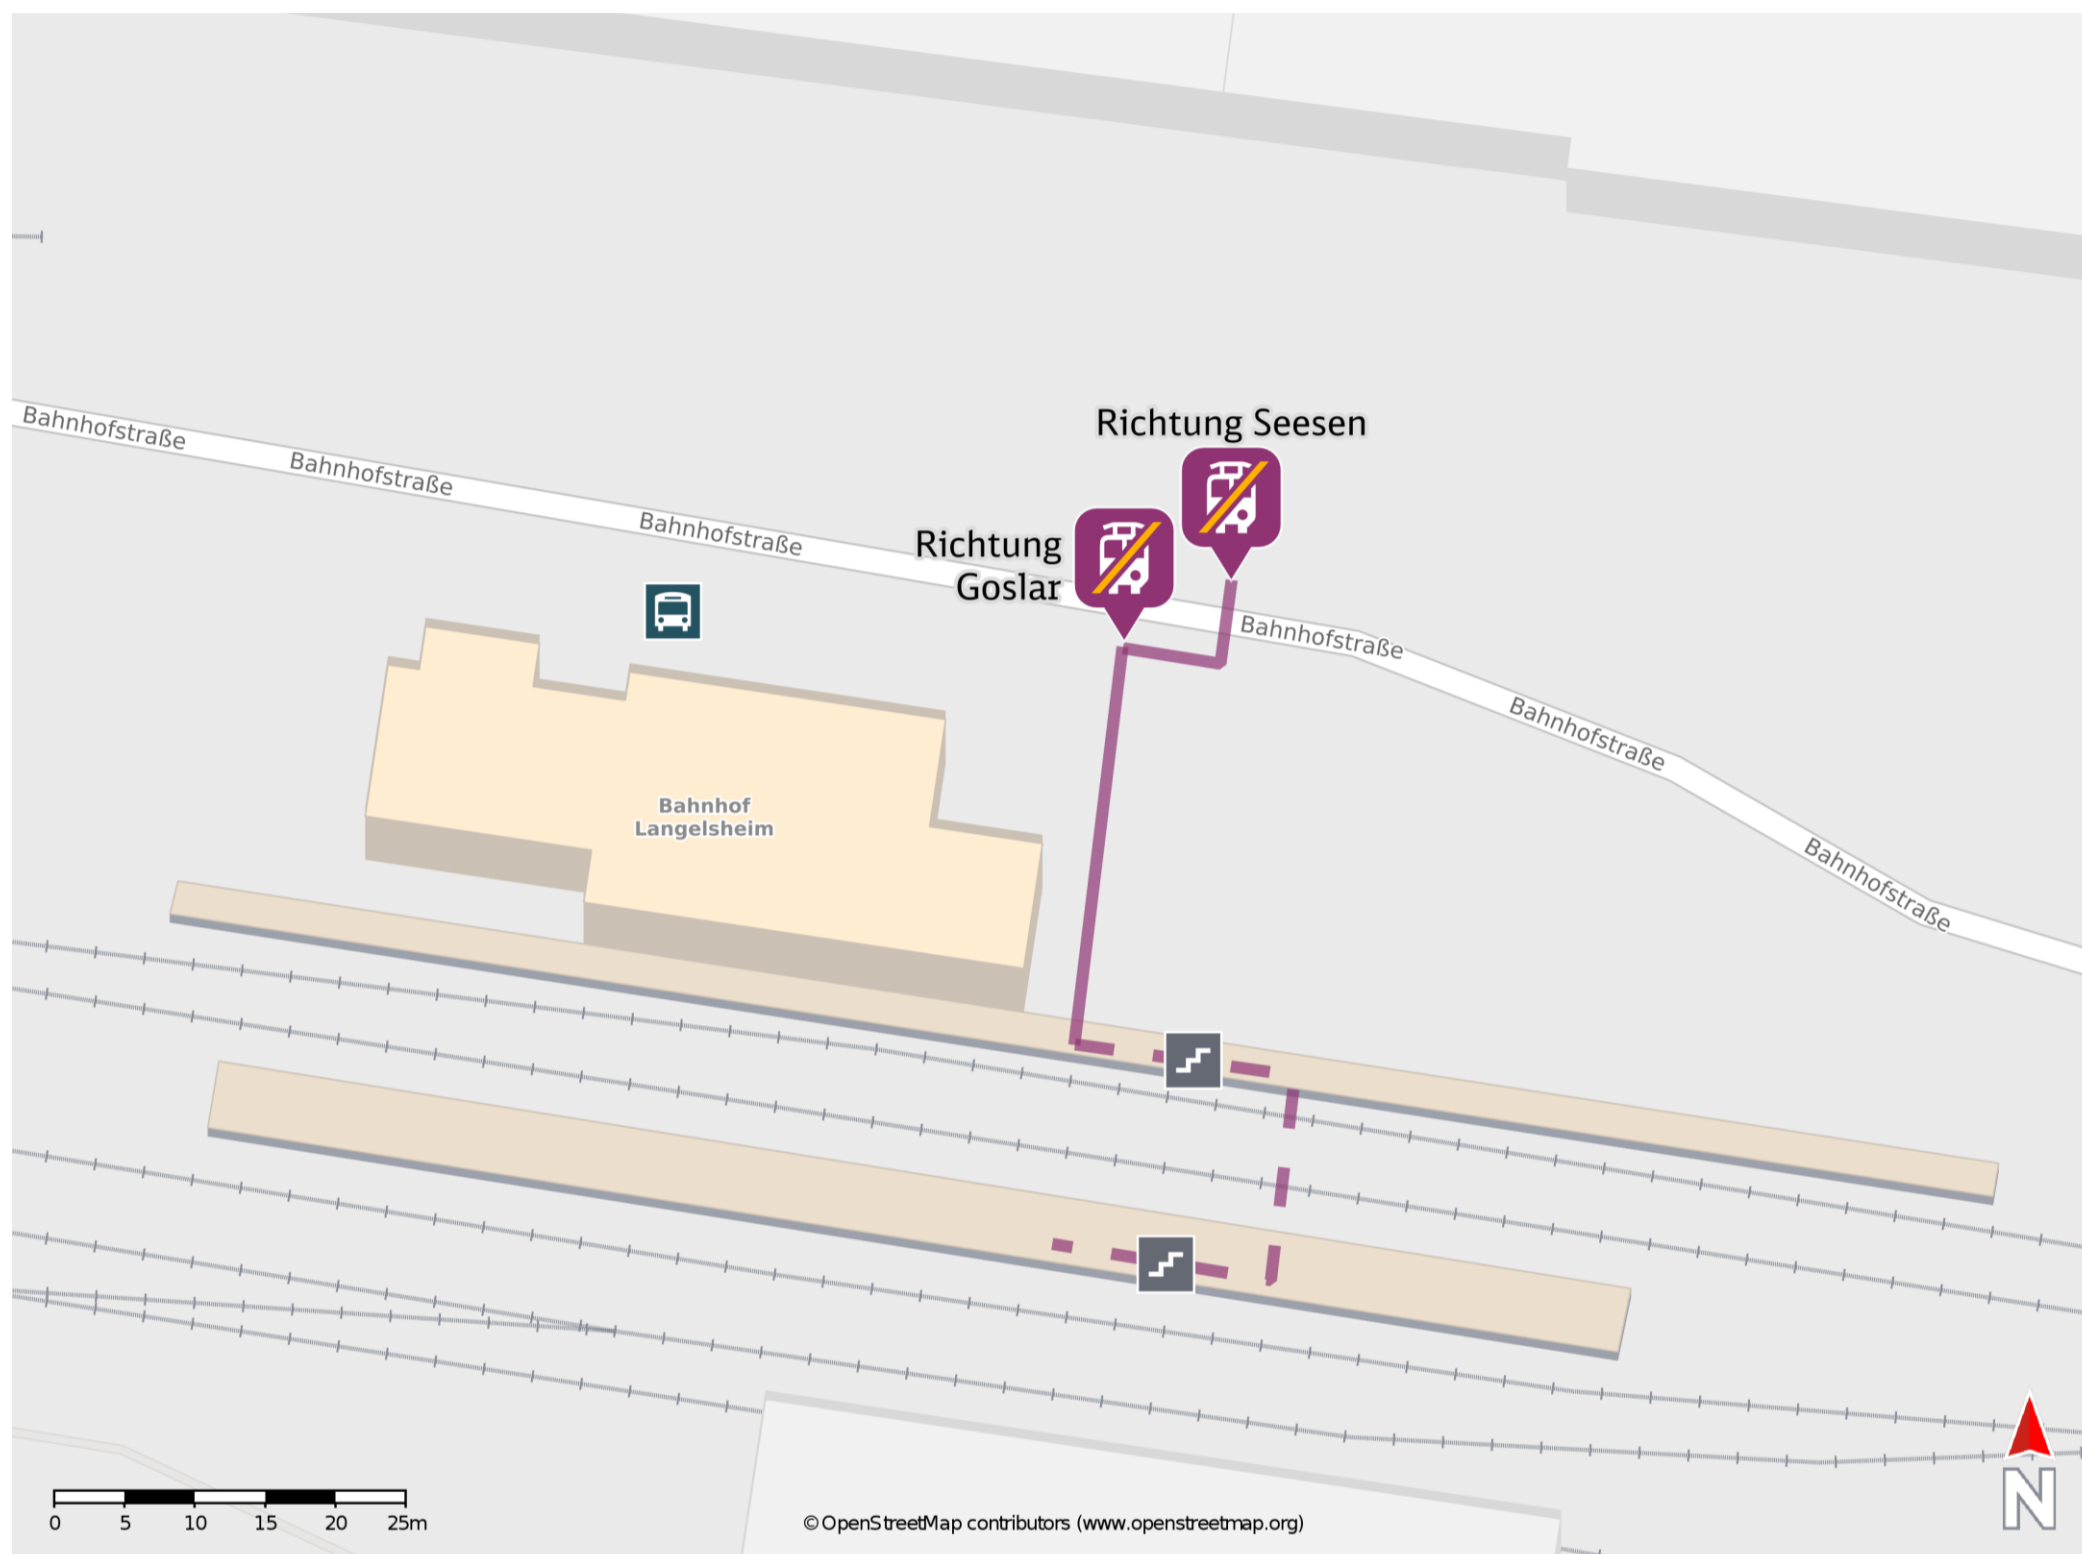 Richtung Seesen
Richtung
Goslar
Bahnhofstraße
Bahnhofstraße
Bahnhofstraße
Bahnhofstraße
Bahnhofstraße
Bahnhofstraße
Bahnhof
Langelsheim
0 5 10 15 20 25m
©OpenStreetMap contributors (www.openstreetmap.org)
N